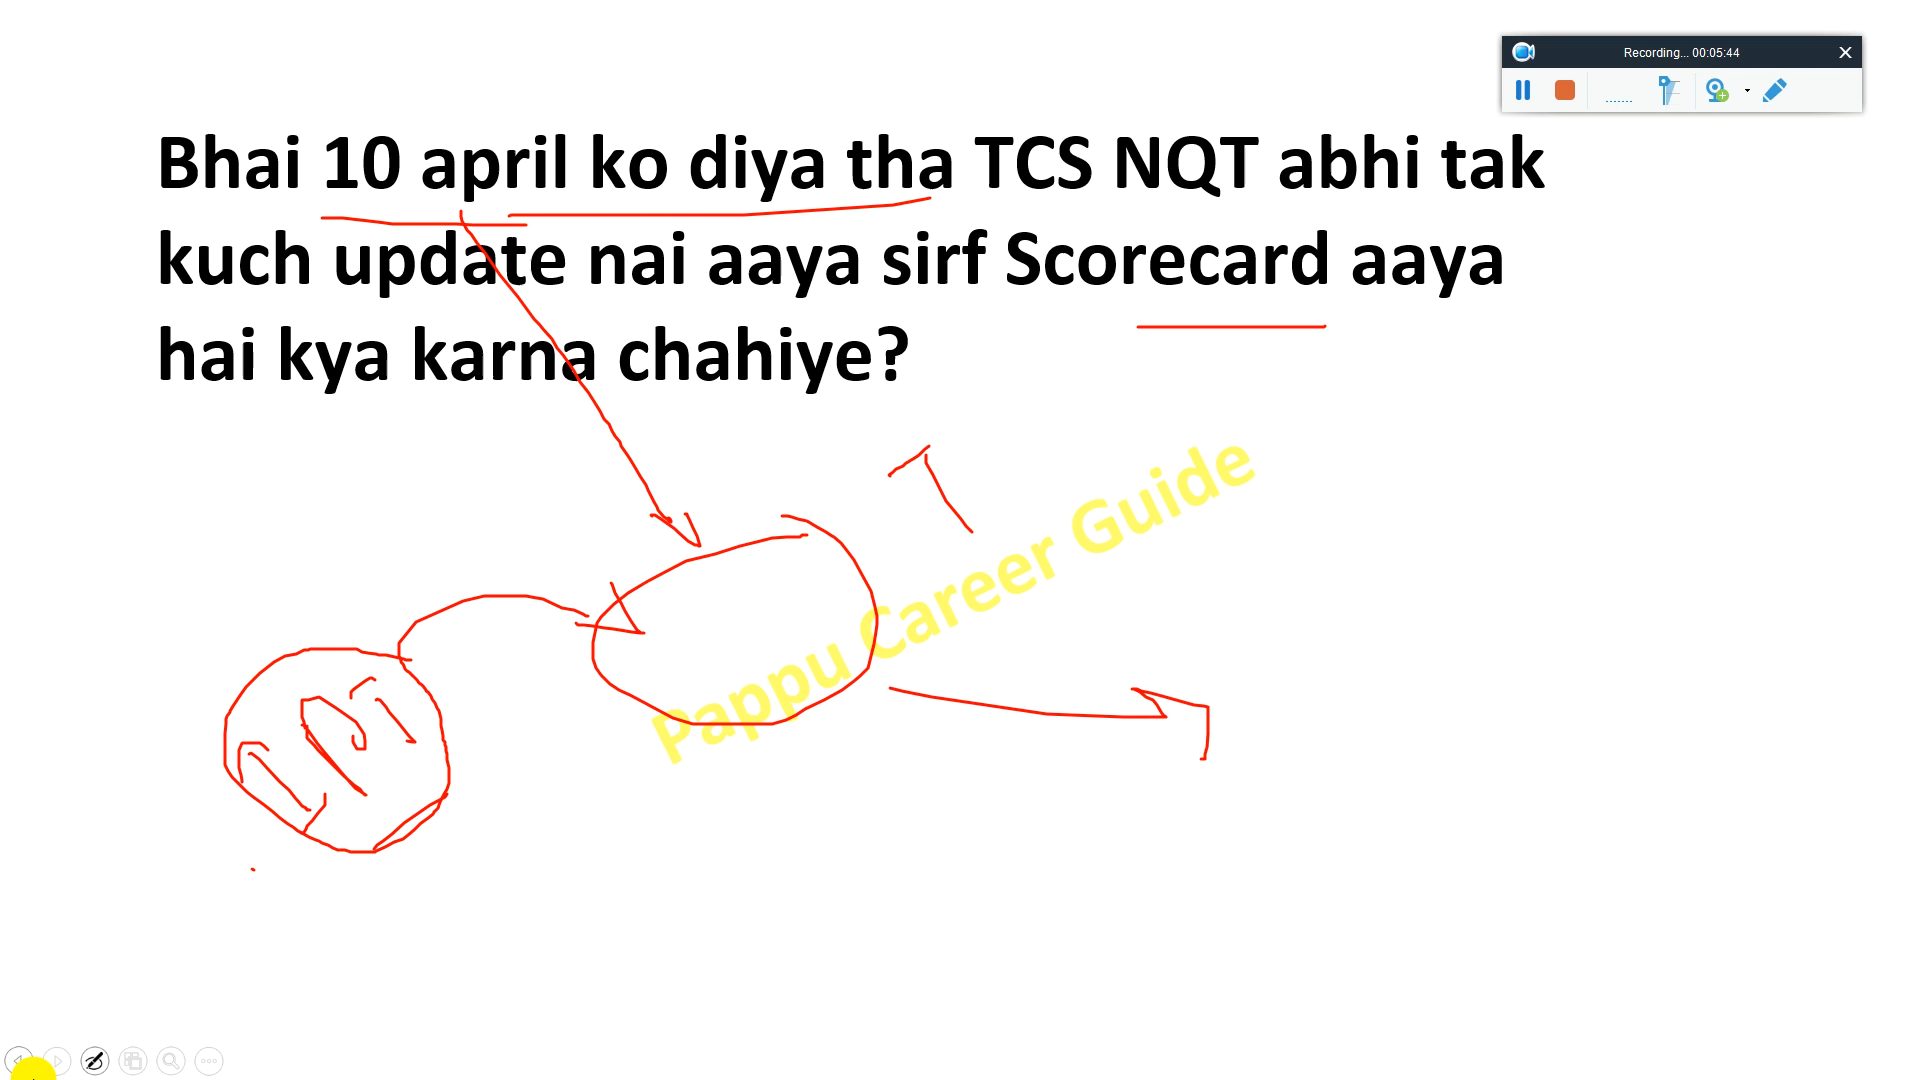 Recording... 00:05:44
Bhai 10 april ko diya tha TCS NQT abhi tak
kuch update nai aaya sirf Scorecard aaya
hai kya karna chahiye?
Pappu Career Guide